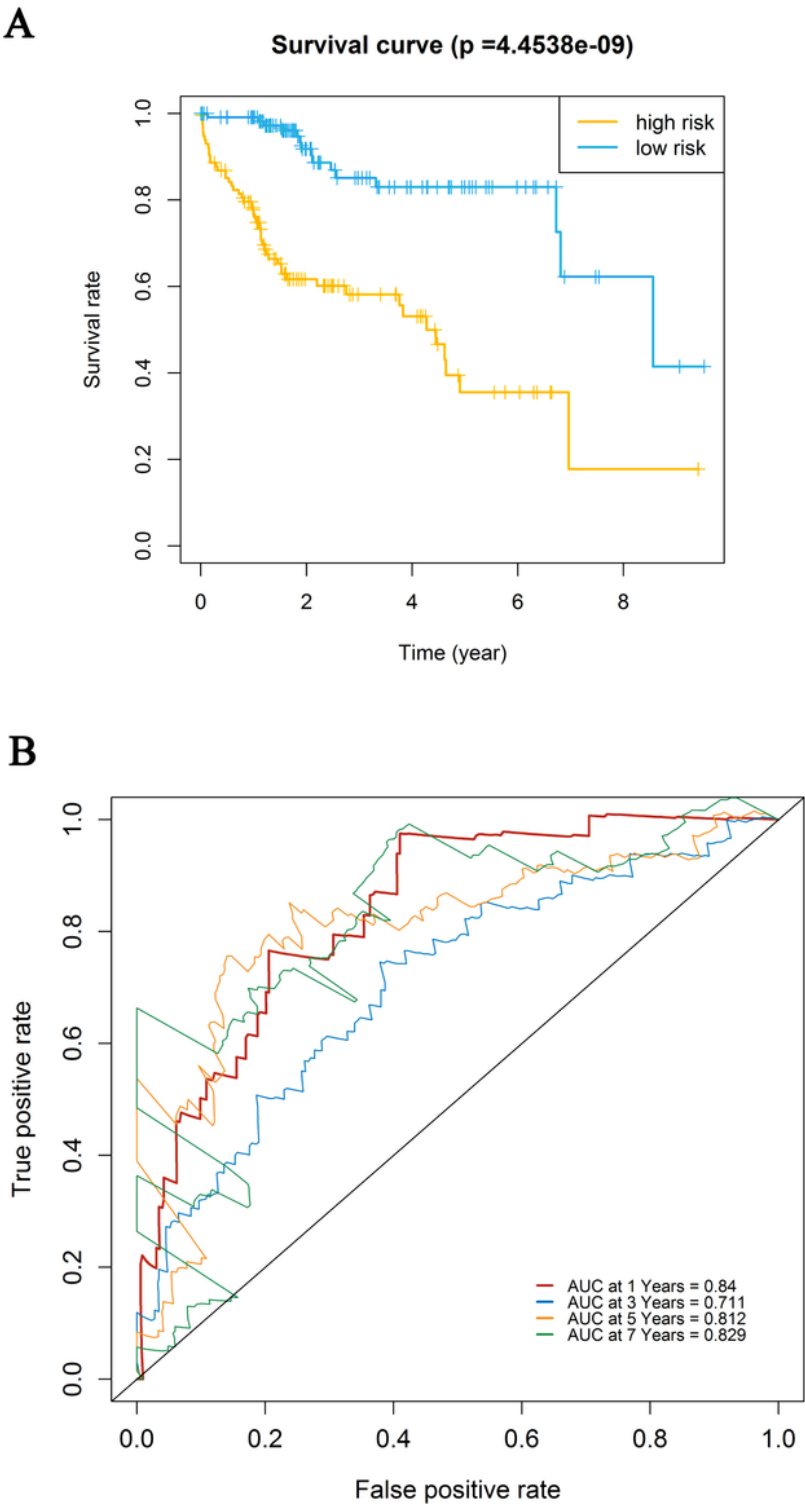 A
Survival curve (p =4.4538e-09)
high risk
low risk
1.0
0.8
0.6
0.4
0.2
0.0
Survival rate
0 2 4 6 8
Time (year)
B
1.0
0.8
0.6
0.4
0.2
0.0
True positive rate
AUC at 1 Years = 0.84
AUC at 3 Years = 0.711
AUC at 5 Years = 0.812
AUC at 7 Years = 0.829
0.0 0.2 0.4 0.6 0.8 1.0
False positive rate